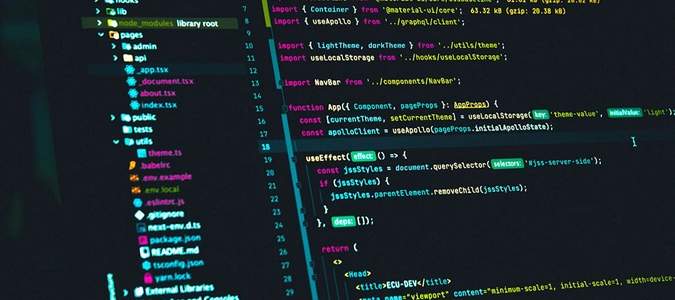 hooks
lib
node_modules library root
pages
admin
api
_app.tsx
_document.tsx
about.tsx
index.tsx
public
tests
utils
theme.ts
.babelrc
.env.example
.env.local
.eslintrc.js
.gitignore
next-env.d.ts
package.json
README.md
tsconfig.json
yarn.lock
External Libraries
7 import { Container } from '@material-ui/core'; 63.32 kB (gzip: 20.38 kB)
8 import { useApollo } from '../graphql/client';
9
10 import { lightTheme, darkTheme } from '../utils/theme';
11 import useLocalStorage from '../hooks/useLocalStorage';
12
13 import NavBar from '../components/NavBar';
14
15 function App({ Component, pageProps }: AppProps) {
16 const [currentTheme, setCurrentTheme] = useLocalStorage( key: 'theme-value', initialValue: 'light');
17 const apolloClient = useApollo(pageProps.initialApolloState);
18
19 useEffect( effect: () => {
20 const jssStyles = document.querySelector( selectors: '#jss-server-side');
21 if (jssStyles) {
22 jssStyles.parentElement.removeChild(jssStyles);
23 }
24 }, deps: []);
25
26 return (
27 <>
28 <Head>
29 <title>ECU-DEV</title>
<meta name="viewport" content="minimum-scale=1, initial-scale=1, width=device-